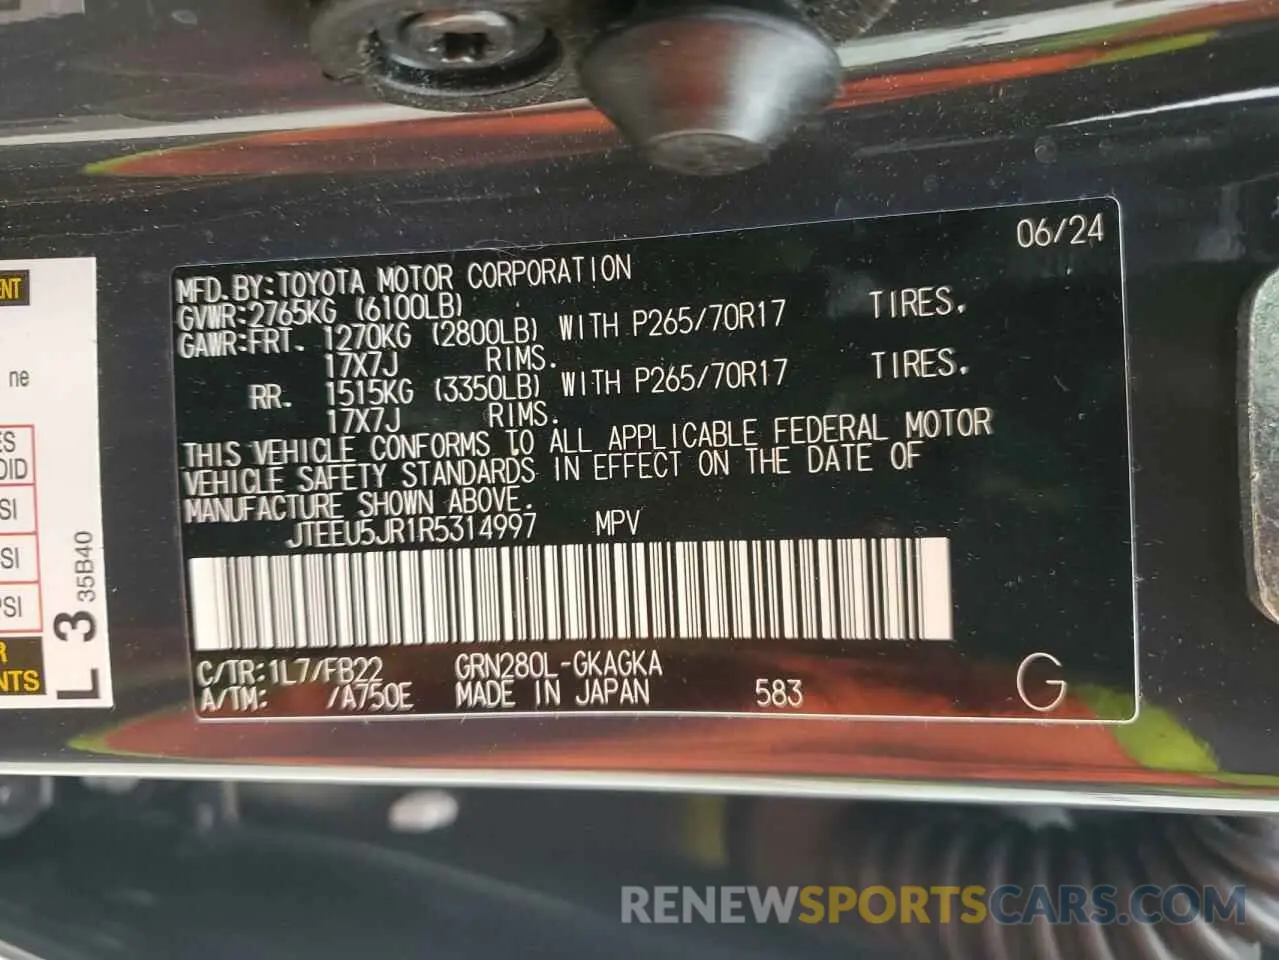 06/24
MFD. BY:TOYOTA MOTOR CORPORATION
GVWR:2765KG (6100LB)
GAWR:FRT. 1270KG (2800LB) WITH P265/70R17 TIRES.
17X7J RIMS.
RR. 1515KG (3350LB) WITH P265/70R17 TIRES.
17X7J RIMS.
THIS VEHICLE CONFORMS TO ALL APPLICABLE FEDERAL MOTOR
VEHICLE SAFETY STANDARDS IN EFFECT ON THE DATE OF
MANUFACTURE SHOWN ABOVE.
JTEEU5JR1R5314997 MPV
C/TR:1L7/FB22 GRN280L-GKAGKA
A/TM: /A750E MADE IN JAPAN 583 G
ne
L 3 35B40
RENEWSPORTSCARS.COM